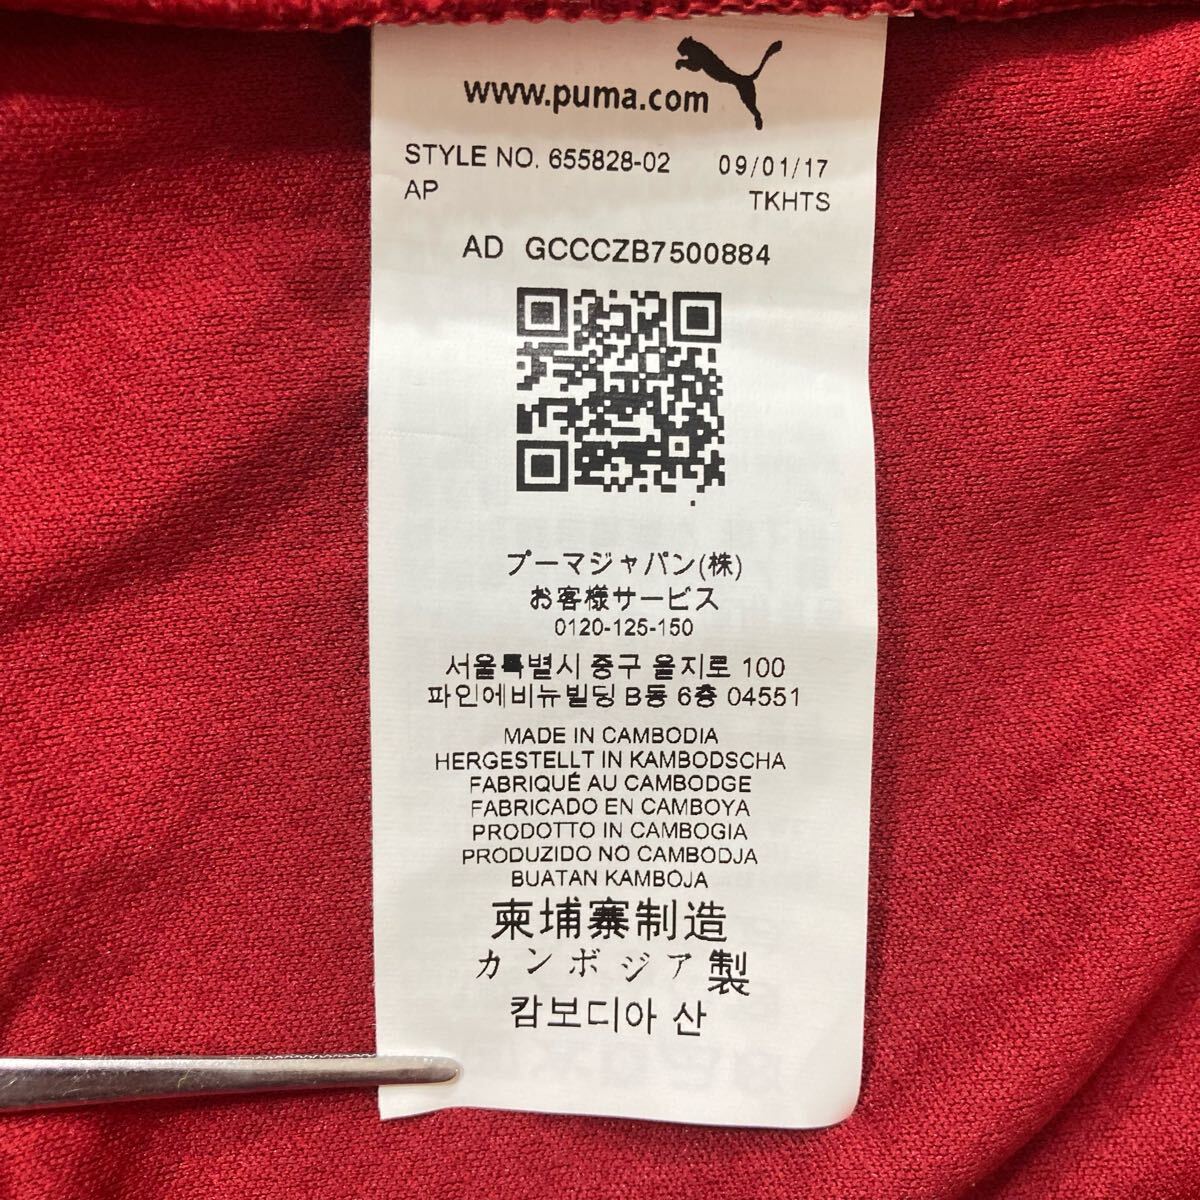 www.puma.com
STYLE NO. 655828-02 09/01/17
AP TKHTS
AD GCCCZB7500884
プーマジャパン(株)
お客様サービス
0120-125-150
서울특별시 중구 을지로 100
파인에비뉴빌딩 B동 6층 04551
MADE IN CAMBODIA
HERGESTELLT IN KAMBODSCHA
FABRIQUÉ AU CAMBODGE
FABRICADO EN CAMBOYA
PRODOTTO IN CAMBOGIA
PRODUZIDO NO CAMBODJA
BUATAN KAMBOJA
柬埔寨制造
カンボジア製
캄보디아 산